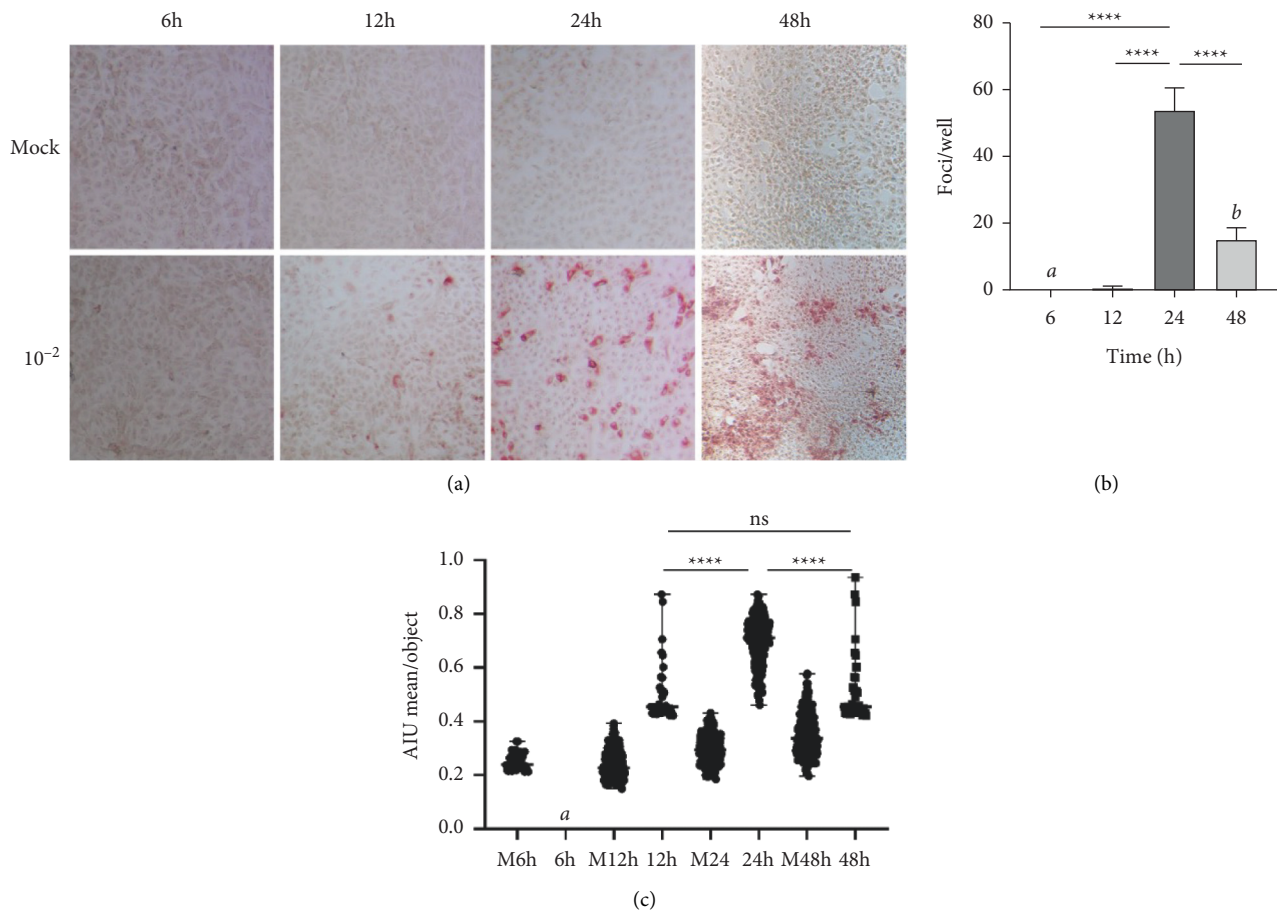 6h 12h 24h 48h
Mock
10⁻²
(a)
80
60
40
20
0
Foci/well
****
**** ****
a
b
6 12 24 48
Time (h)
(b)
ns
**** ****
1.0
0.8
0.6
0.4
0.2
0.0
AIU mean/object
a
M6h 6h M12h 12h M24 24h M48h 48h
(c)